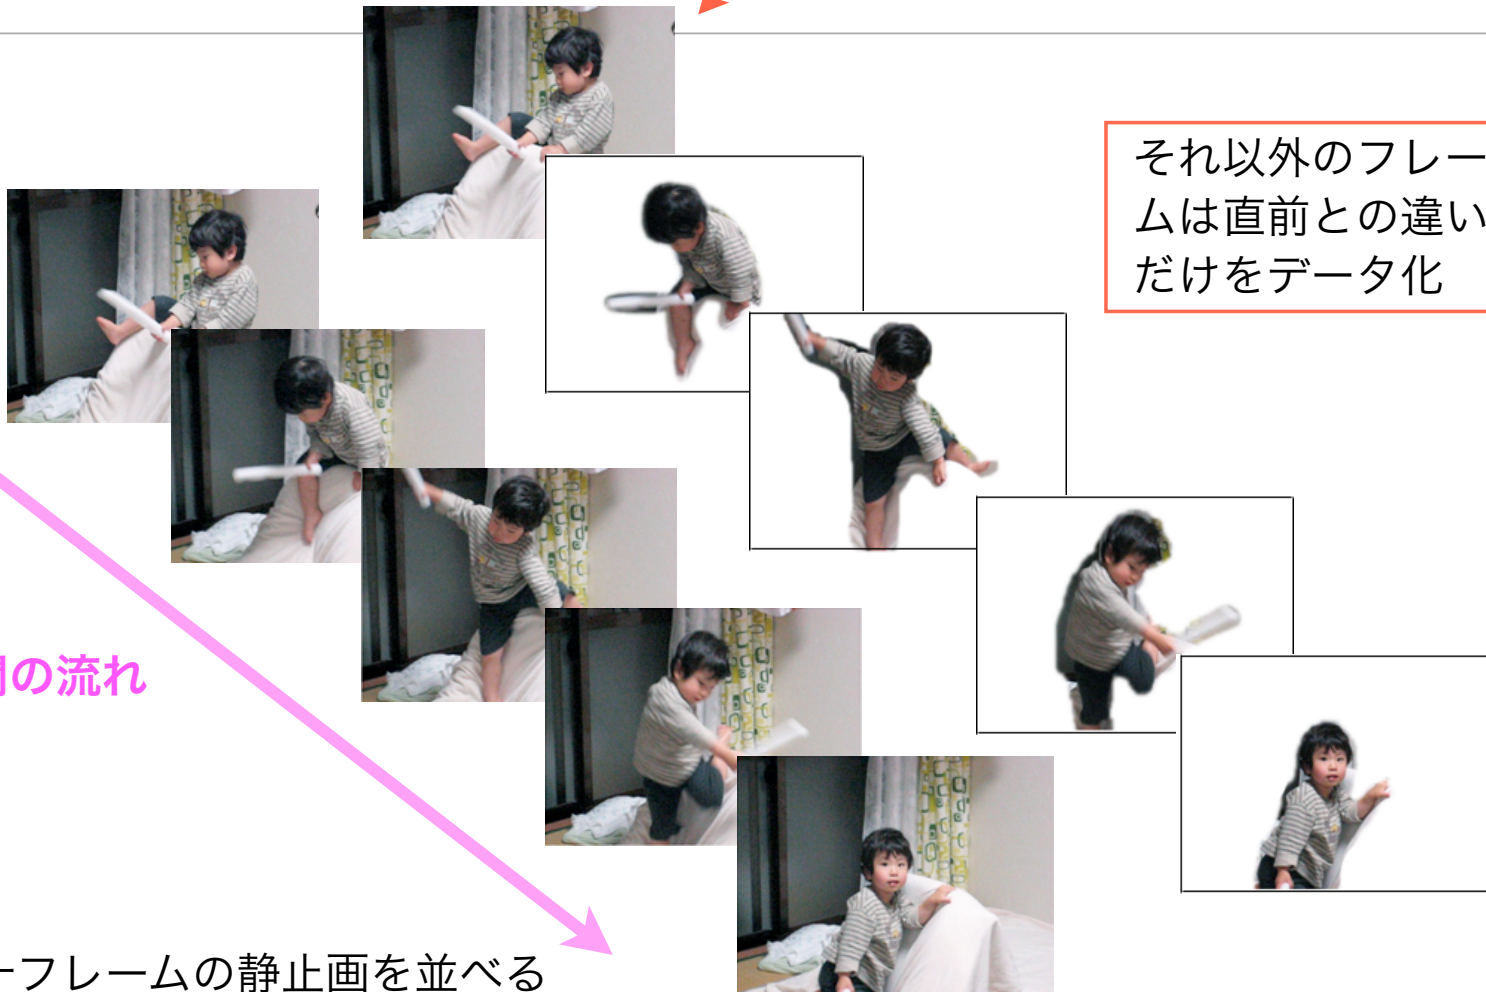 それ以外のフレー
ムは直前との違い
だけをデータ化
の流れ
ーフレームの静止画を並べる